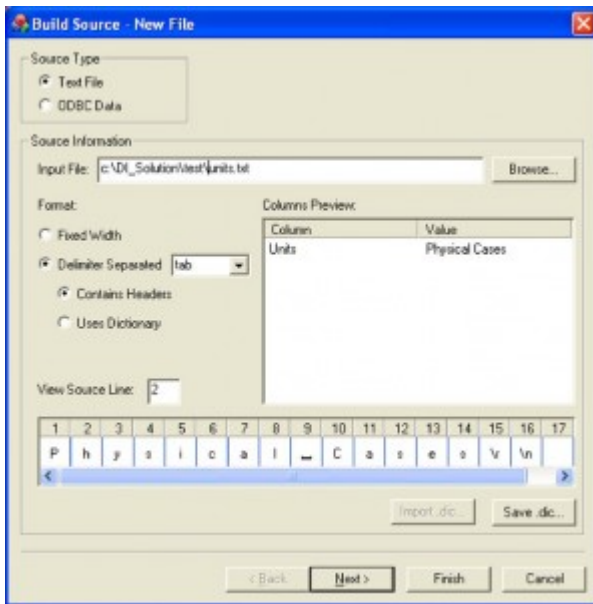 Build Source - New File
Source Type
Text File
ODBC Data
Source Information
Input File: c:\DI_Solution\test\units.txt Browse...
Format: Columns Preview:
Column Value
Fixed Width
Units Physical Cases
Delimiter Separated tab
Contains Headers
Uses Dictionary
View Source Line: 2
1 2 3 4 5 6 7 8 9 10 11 12 13 14 15 16 17
P h y s i c a l _ C a s e s \r \n
Import .dic... Save .dic...
< Back Next > Finish Cancel